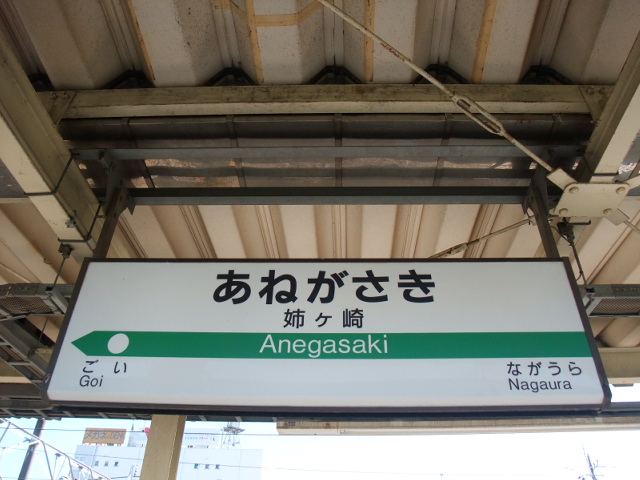 あねがさき
姉ヶ崎
Anegasaki
ごい
Goi
ながうら
Nagaura